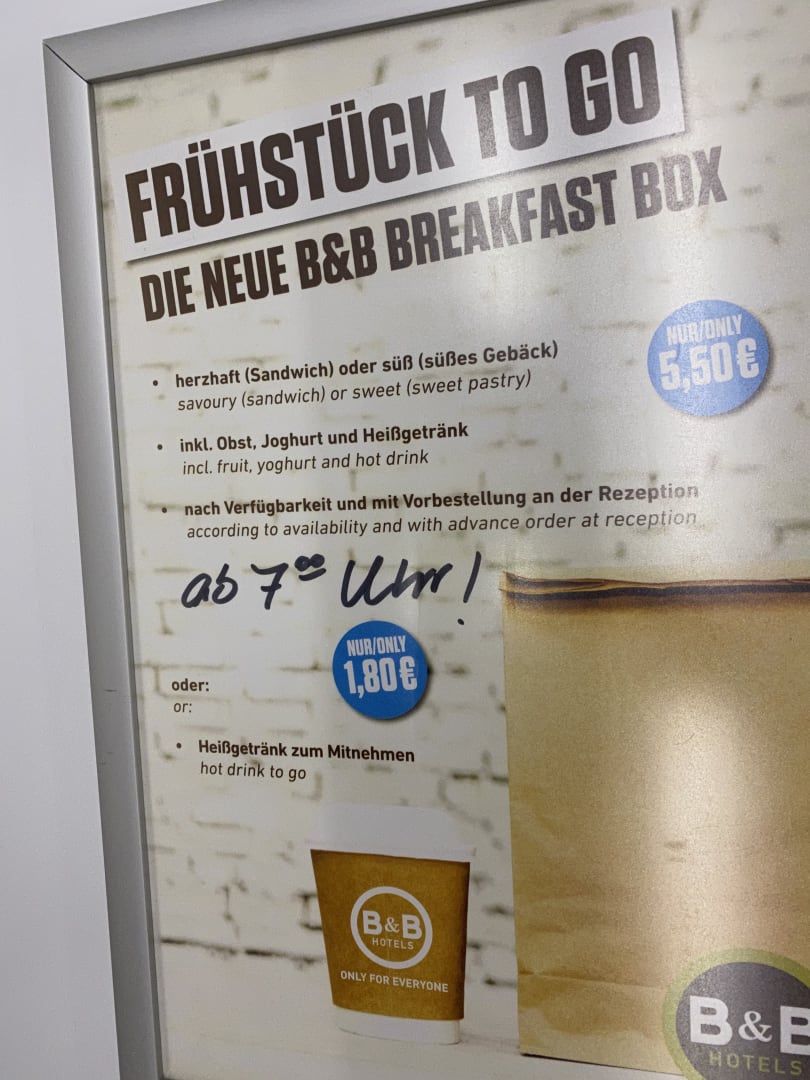 FRÜHSTÜCK TO GO
DIE NEUE B&B BREAKFAST BOX
NUR/ONLY
5,50€
• herzhaft (Sandwich) oder süß (süßes Gebäck)
savoury (sandwich) or sweet (sweet pastry)
• inkl. Obst, Joghurt und Heißgetränk
incl. fruit, yoghurt and hot drink
• nach Verfügbarkeit und mit Vorbestellung an der Rezeption
according to availability and with advance order at reception
ab 7⁰⁰ Uhr!
NUR/ONLY
1,80€
oder:
or:
• Heißgetränk zum Mitnehmen
hot drink to go
B&B
HOTELS
ONLY FOR EVERYONE
B&B
HOTELS